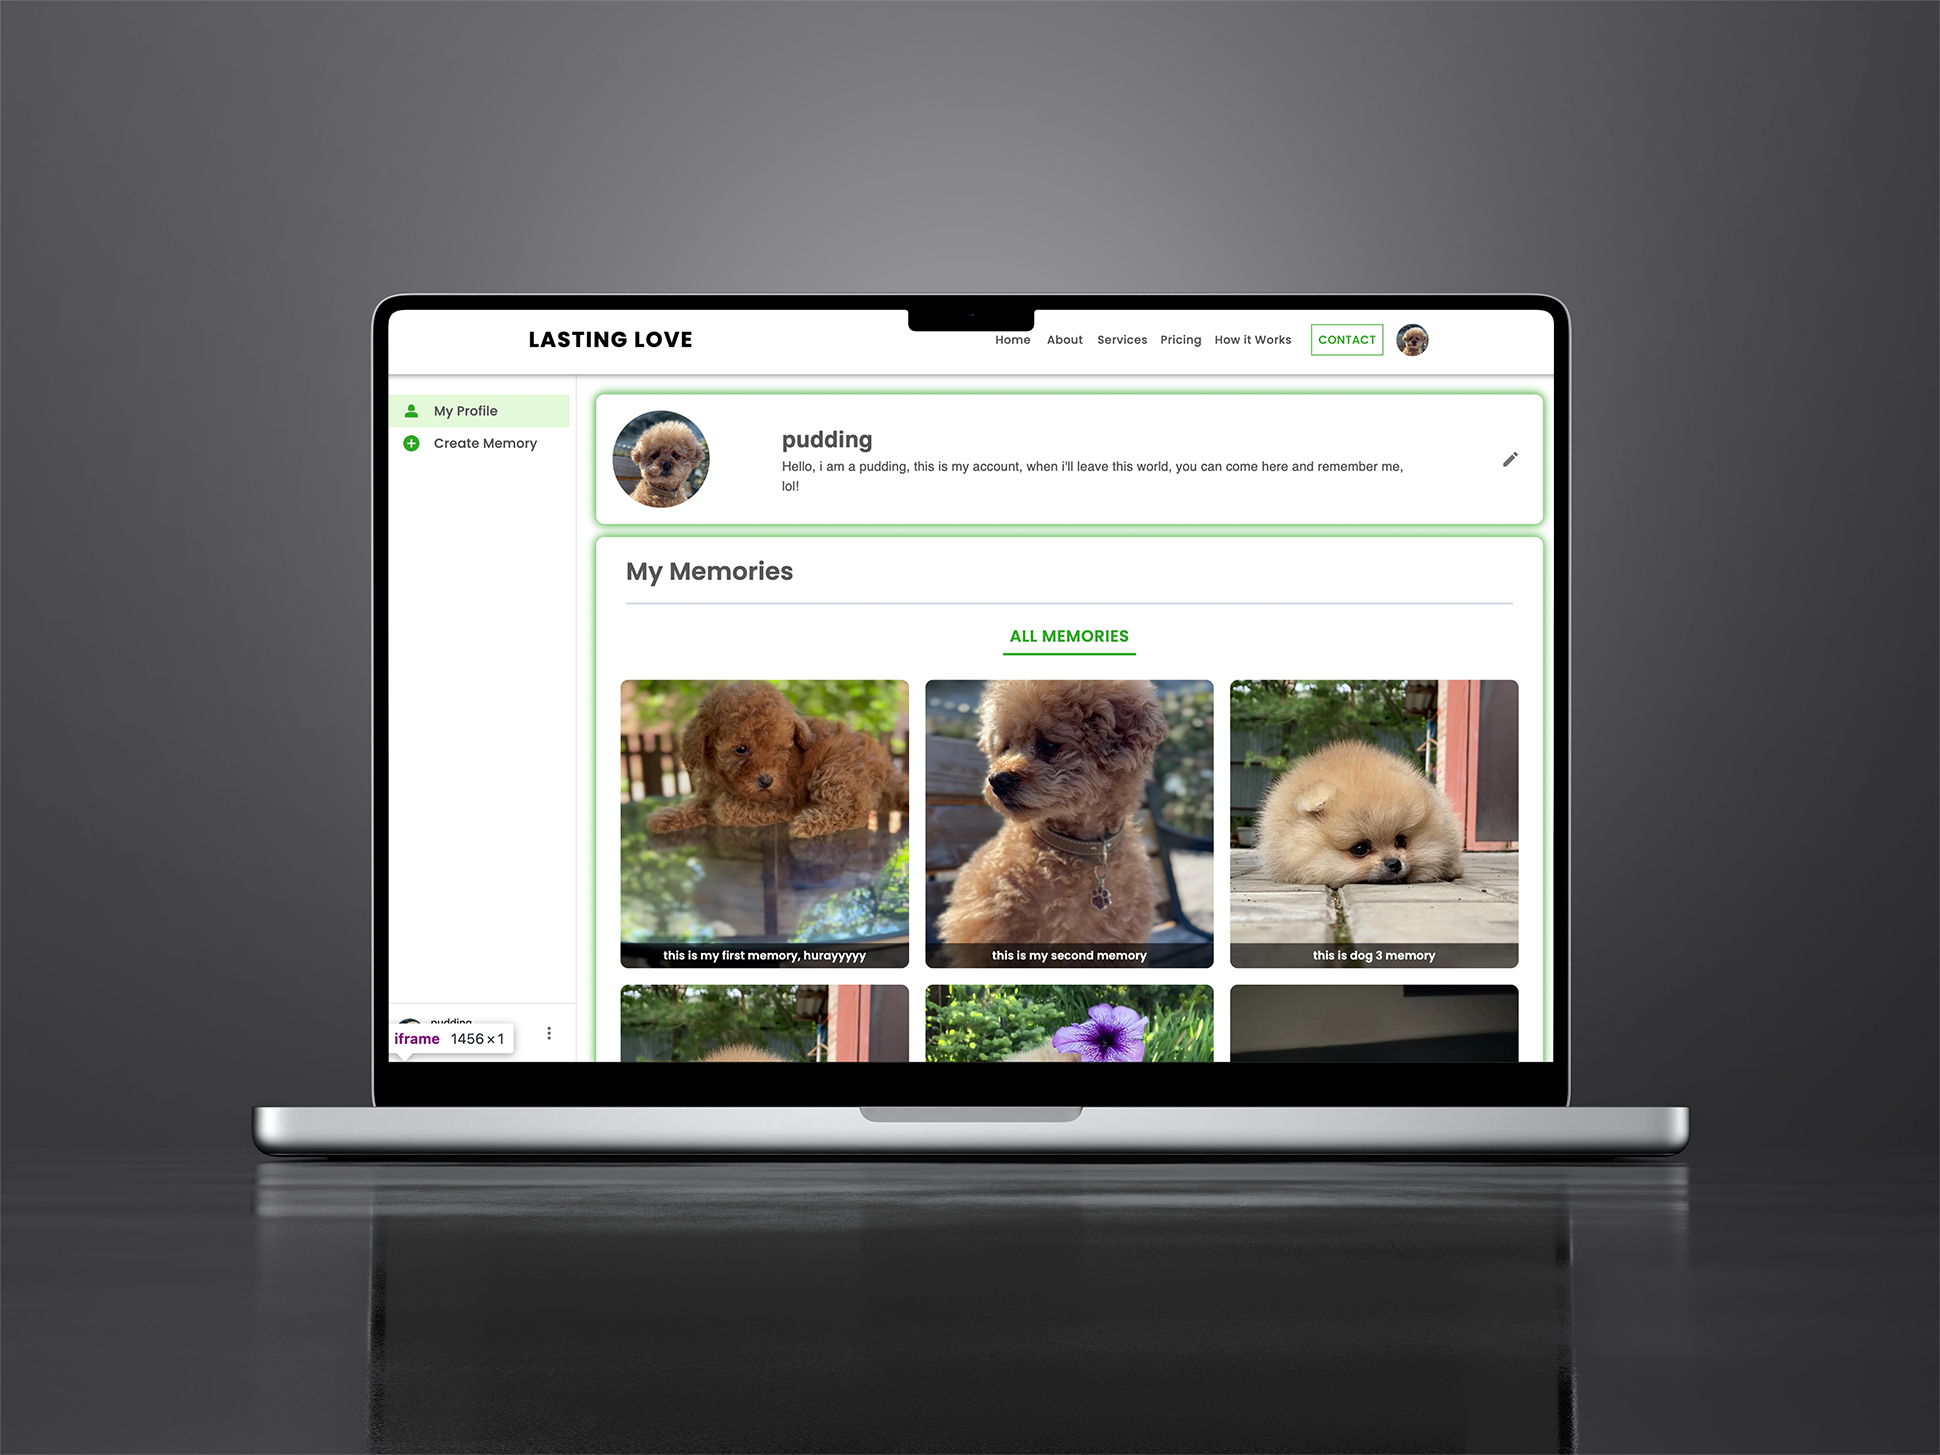 LASTING LOVE
Home About Services Pricing How it Works CONTACT
My Profile
Create Memory
pudding
Hello, i am a pudding, this is my account, when i'll leave this world, you can come here and remember me,
lol!
My Memories
ALL MEMORIES
this is my first memory, hurayyyyy
this is my second memory
this is dog 3 memory
pudding
iframe 1456 × 1